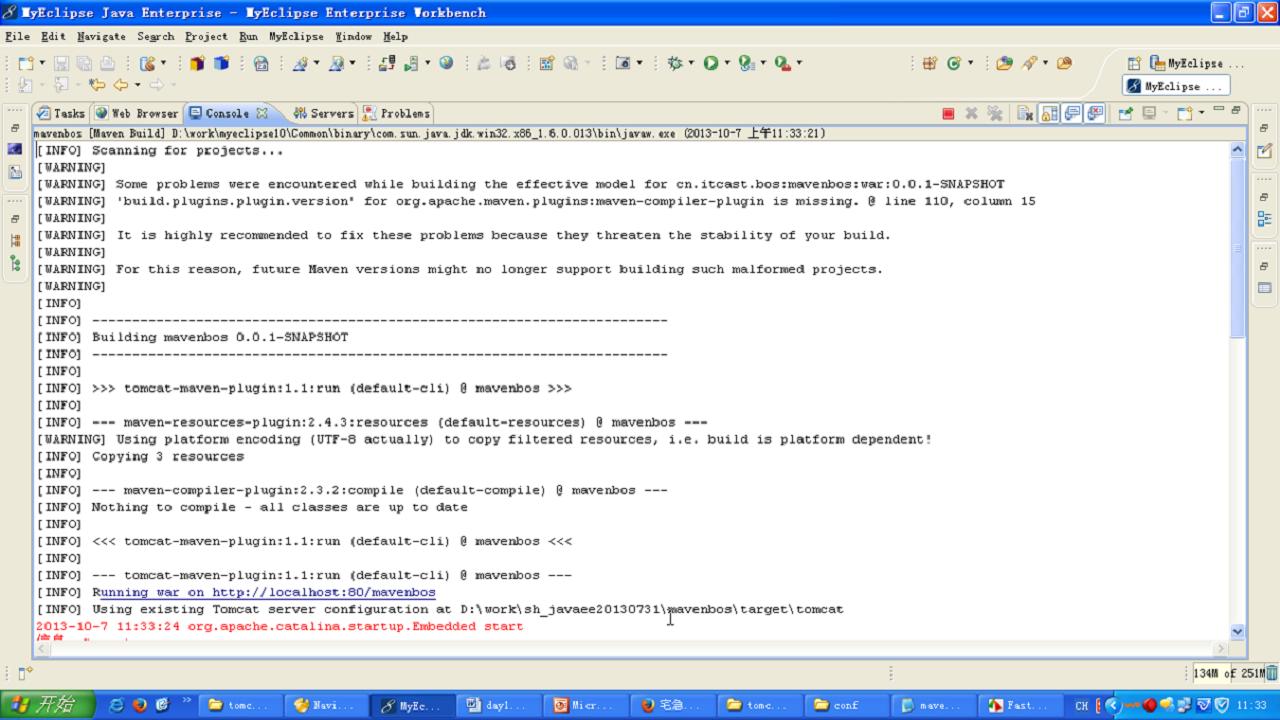 MyEclipse Java Enterprise - MyEclipse Enterprise Workbench
File Edit Navigate Search Project Run MyEclipse Window Help
MyEclipse ...
MyEclipse ...
Tasks Web Browser Console Servers Problems
mavenbos [Maven Build] D:\work\myeclipse10\Common\binary\com.sun.java.jdk.win32.x86_1.6.0.013\bin\javaw.exe (2013-10-7 上午11:33:21)
[INFO] Scanning for projects...
[WARNING]
[WARNING] Some problems were encountered while building the effective model for cn.itcast.bos:mavenbos:war:0.0.1-SNAPSHOT
[WARNING] 'build.plugins.plugin.version' for org.apache.maven.plugins:maven-compiler-plugin is missing. @ line 110, column 15
[WARNING]
[WARNING] It is highly recommended to fix these problems because they threaten the stability of your build.
[WARNING]
[WARNING] For this reason, future Maven versions might no longer support building such malformed projects.
[WARNING]
[INFO]
[INFO] ------------------------------------------------------------------------
[INFO] Building mavenbos 0.0.1-SNAPSHOT
[INFO] ------------------------------------------------------------------------
[INFO]
[INFO] >>> tomcat-maven-plugin:1.1:run (default-cli) @ mavenbos >>>
[INFO]
[INFO] --- maven-resources-plugin:2.4.3:resources (default-resources) @ mavenbos ---
[WARNING] Using platform encoding (UTF-8 actually) to copy filtered resources, i.e. build is platform dependent!
[INFO] Copying 3 resources
[INFO]
[INFO] --- maven-compiler-plugin:2.3.2:compile (default-compile) @ mavenbos ---
[INFO] Nothing to compile - all classes are up to date
[INFO]
[INFO] <<< tomcat-maven-plugin:1.1:run (default-cli) @ mavenbos <<<
[INFO]
[INFO] --- tomcat-maven-plugin:1.1:run (default-cli) @ mavenbos ---
[INFO] Running war on http://localhost:80/mavenbos
[INFO] Using existing Tomcat server configuration at D:\work\sh_javaee20130731\mavenbos\target\tomcat
2013-10-7 11:33:24 org.apache.catalina.startup.Embedded start
134M of 251M
开始 tomc... Navi... MyEc... day1... Micr... 宅急... tomc... conf mave... Fast... CH 11:33